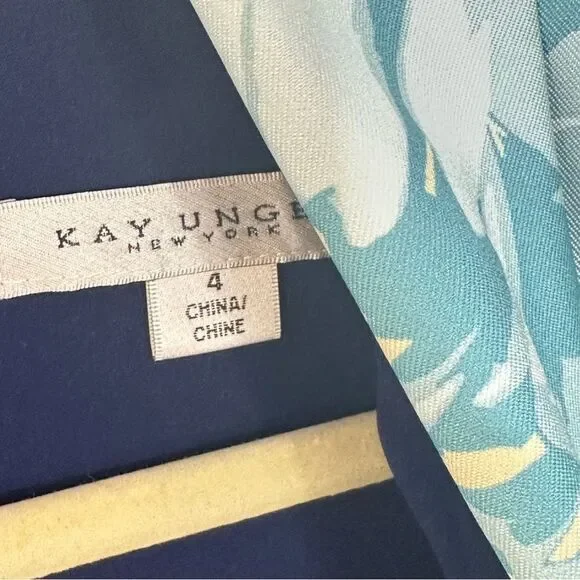 KAY UNGE
NEW YORK
4
CHINA/
CHINE